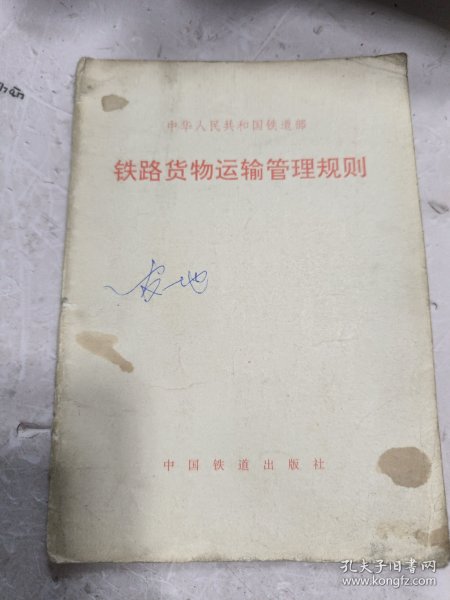 中华人民共和国铁道部
铁路货物运输管理规则
中国铁道出版社
孔夫子旧书网
www.kongfz.com